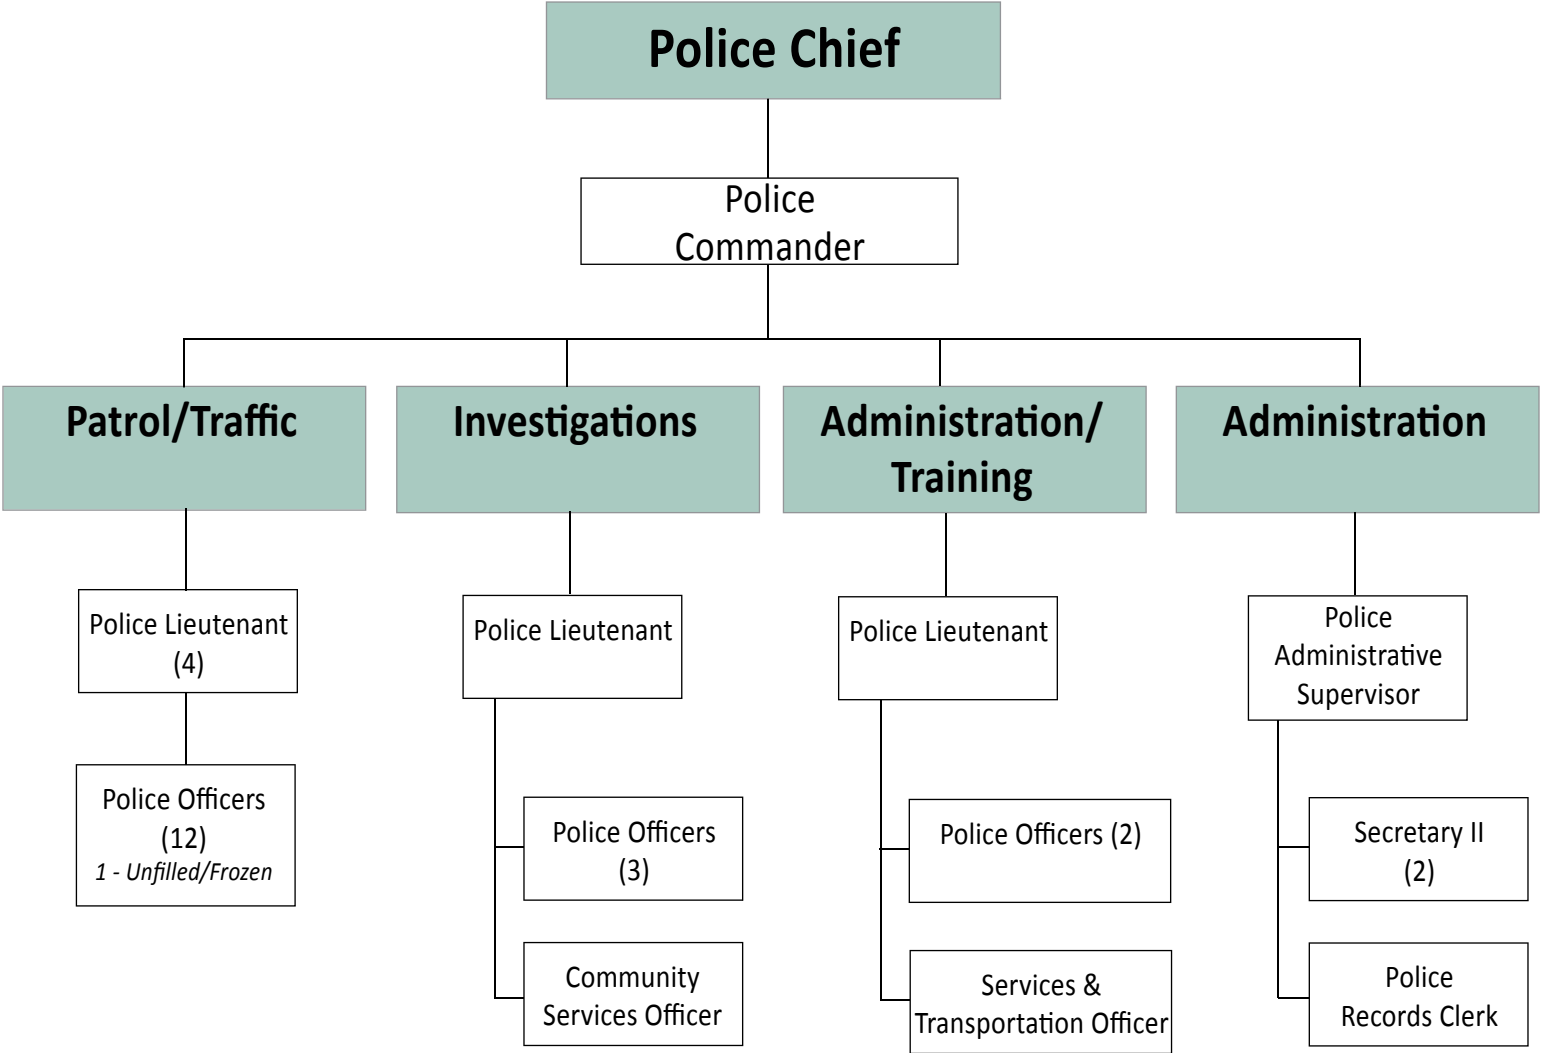 Police Chief
Police
Commander
Patrol/Traffic
Investigations
Administration/
Training
Administration
Police Lieutenant
(4)
Police Officers
(12)
1 - Unfilled/Frozen
Police Lieutenant
Police Officers
(3)
Community
Services Officer
Police Lieutenant
Police Officers (2)
Services &
Transportation Officer
Police
Administrative
Supervisor
Secretary II
(2)
Police
Records Clerk